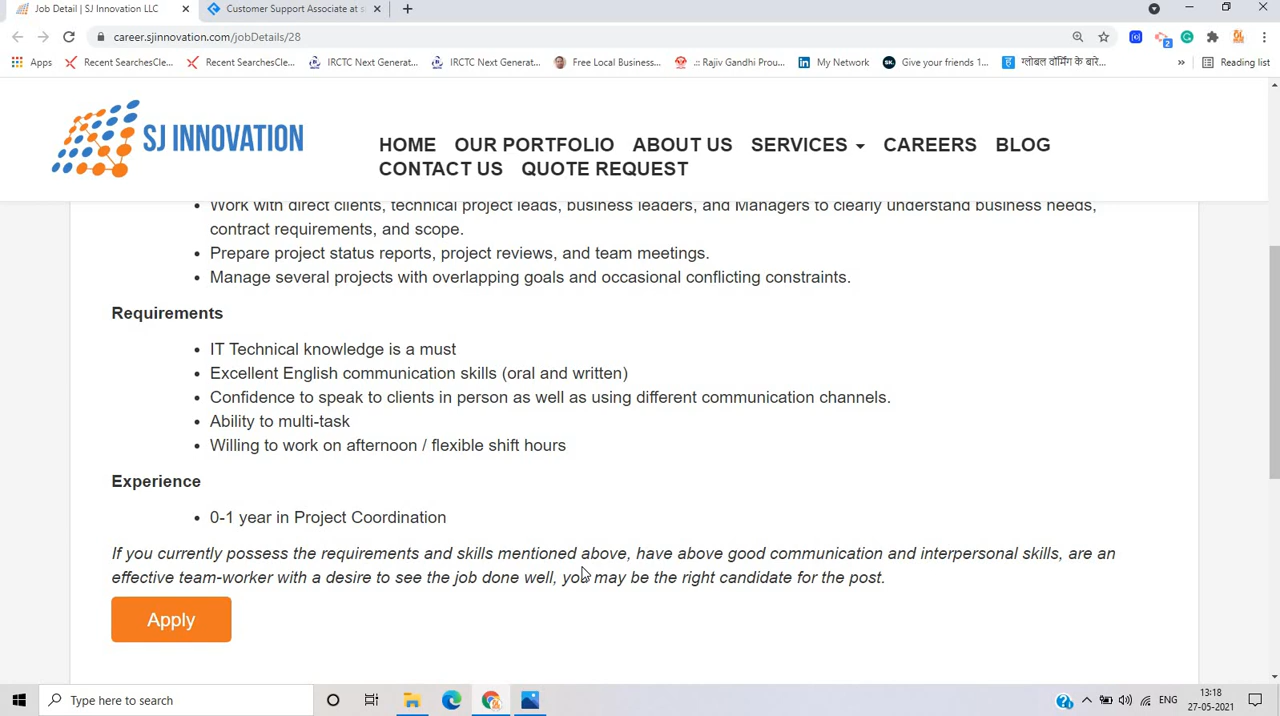 Job Detail | SJ Innovation LLC
Customer Support Associate at s
career.sjinnovation.com/jobDetails/28
2
Apps
Recent SearchesCle...
Recent SearchesCle...
IRCTC Next Generat...
IRCTC Next Generat...
Free Local Business...
.:: Rajiv Gandhi Prou...
My Network
Give your friends 1...
ग्लोबल वॉर्मिंग के बारे...
»
Reading list
SJ INNOVATION
HOME OUR PORTFOLIO ABOUT US SERVICES CAREERS BLOG
CONTACT US QUOTE REQUEST
• Work with direct clients, technical project leads, business leaders, and Managers to clearly understand business needs,
contract requirements, and scope.
• Prepare project status reports, project reviews, and team meetings.
• Manage several projects with overlapping goals and occasional conflicting constraints.
Requirements
• IT Technical knowledge is a must
• Excellent English communication skills (oral and written)
• Confidence to speak to clients in person as well as using different communication channels.
• Ability to multi-task
• Willing to work on afternoon / flexible shift hours
Experience
• 0-1 year in Project Coordination
If you currently possess the requirements and skills mentioned above, have above good communication and interpersonal skills, are an
effective team-worker with a desire to see the job done well, you may be the right candidate for the post.
Apply
Type here to search
ENG
13:18
27-05-2021